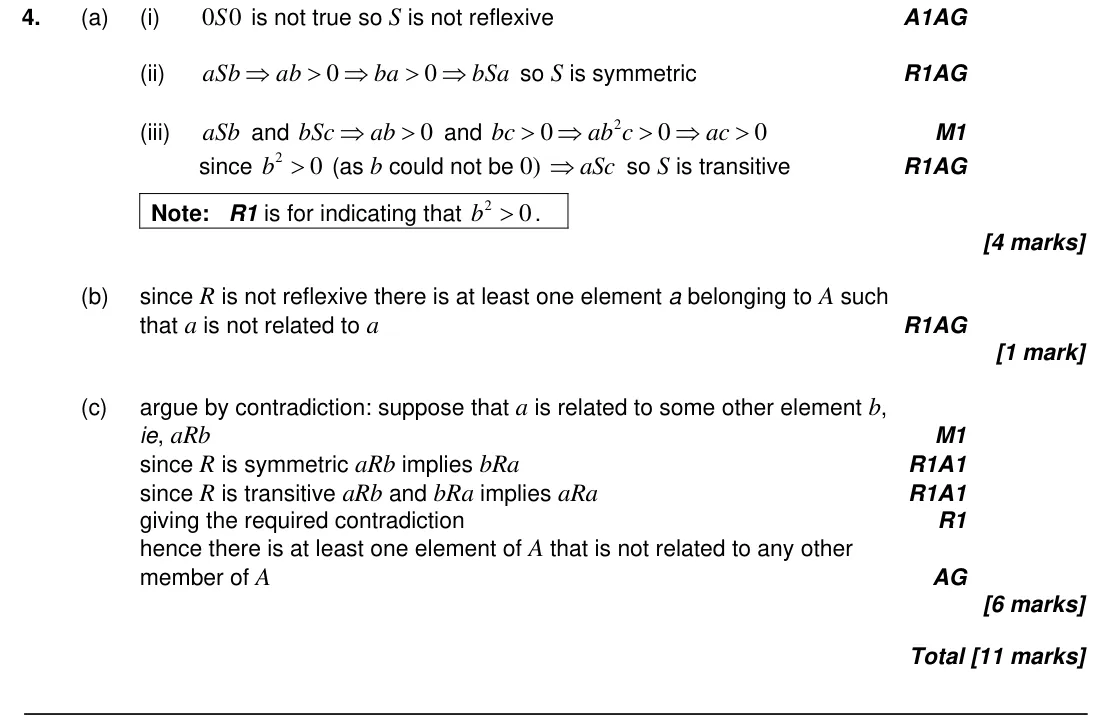 4. (a) (i) 0S0 is not true so S is not reflexive A1AG
(ii) aSb ⇒ ab > 0 ⇒ ba > 0 ⇒ bSa so S is symmetric R1AG
(iii) aSb and bSc ⇒ ab > 0 and bc > 0 ⇒ ab²c > 0 ⇒ ac > 0 M1
since b² > 0 (as b could not be 0) ⇒ aSc so S is transitive R1AG
Note: R1 is for indicating that b² > 0.
[4 marks]
(b) since R is not reflexive there is at least one element a belonging to A such
that a is not related to a R1AG
[1 mark]
(c) argue by contradiction: suppose that a is related to some other element b,
ie, aRb M1
since R is symmetric aRb implies bRa R1A1
since R is transitive aRb and bRa implies aRa R1A1
giving the required contradiction R1
hence there is at least one element of A that is not related to any other
member of A AG
[6 marks]
Total [11 marks]